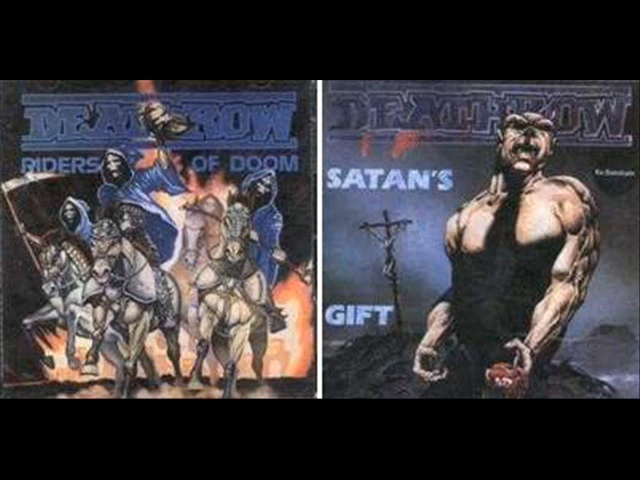 DEATHROW
RIDERS OF DOOM
DEATHROW
SATAN'S
GIFT